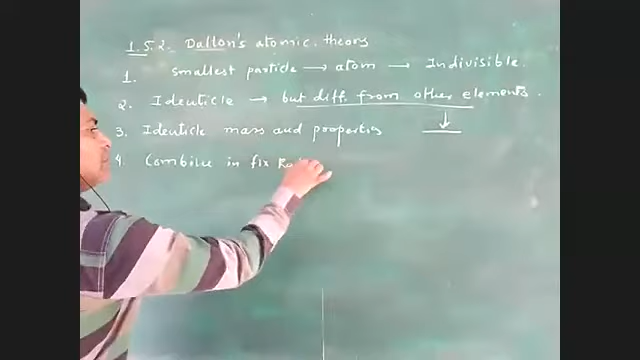 1.5.2. Dalton's atomic theory
1. smallest particle → atom → Indivisible.
2. Identicle → but diff. from other elements.
3. Identicle mass and properties
4. Combine in fix